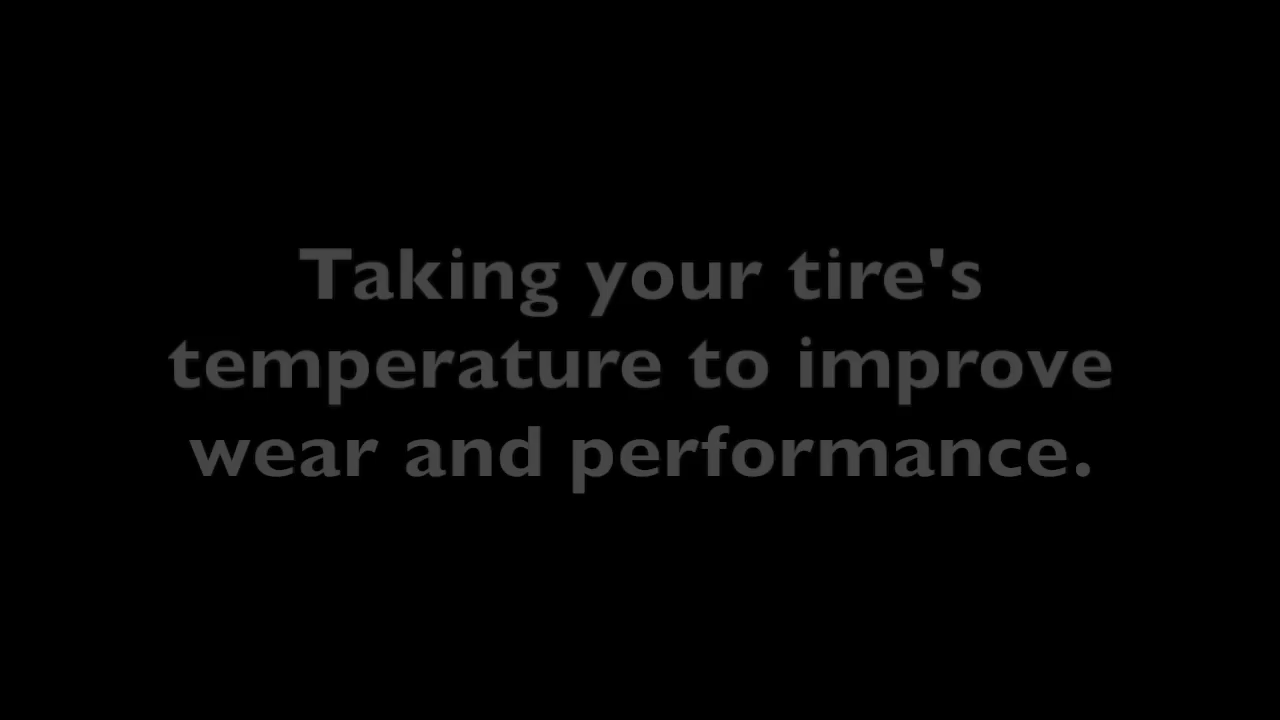 Taking your tire's
temperature to improve
wear and performance.